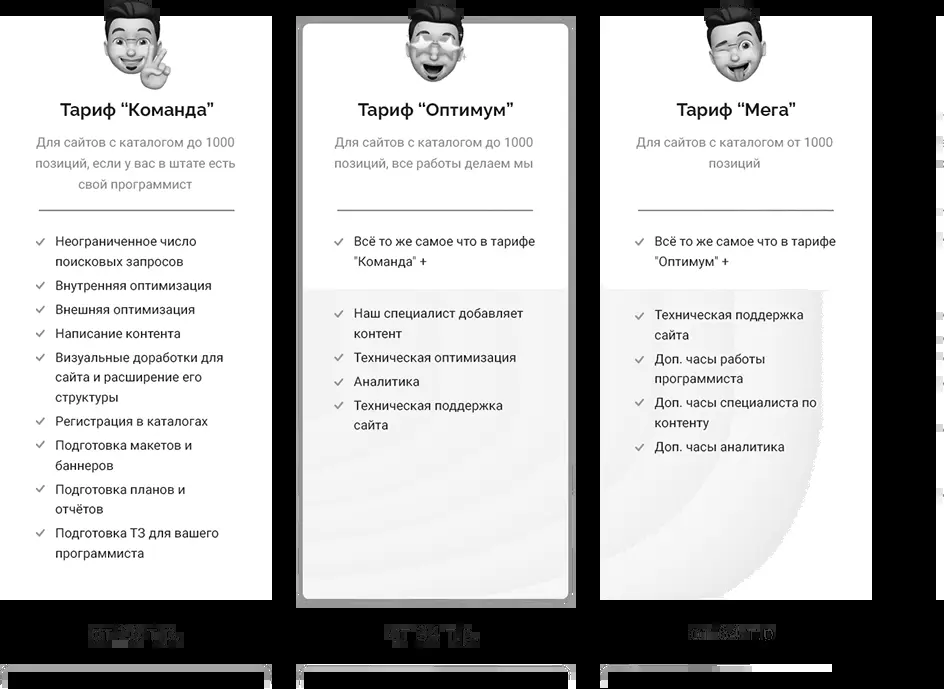 Тариф “Команда”
Для сайтов с каталогом до 1000
позиций, если у вас в штате есть
свой программист
Неограниченное число
поисковых запросов
Внутренняя оптимизация
Внешняя оптимизация
Написание контента
Визуальные доработки для
сайта и расширение его
структуры
Регистрация в каталогах
Подготовка макетов и
баннеров
Подготовка планов и
отчётов
Подготовка ТЗ для вашего
программиста
Тариф “Оптимум”
Для сайтов с каталогом до 1000
позиций, все работы делаем мы
Всё то же самое что в тарифе
"Команда" +
Наш специалист добавляет
контент
Техническая оптимизация
Аналитика
Техническая поддержка
сайта
Тариф “Мега”
Для сайтов с каталогом от 1000
позиций
Всё то же самое что в тарифе
"Оптимум" +
Техническая поддержка
сайта
Доп. часы работы
программиста
Доп. часы специалиста по
контенту
Доп. часы аналитика